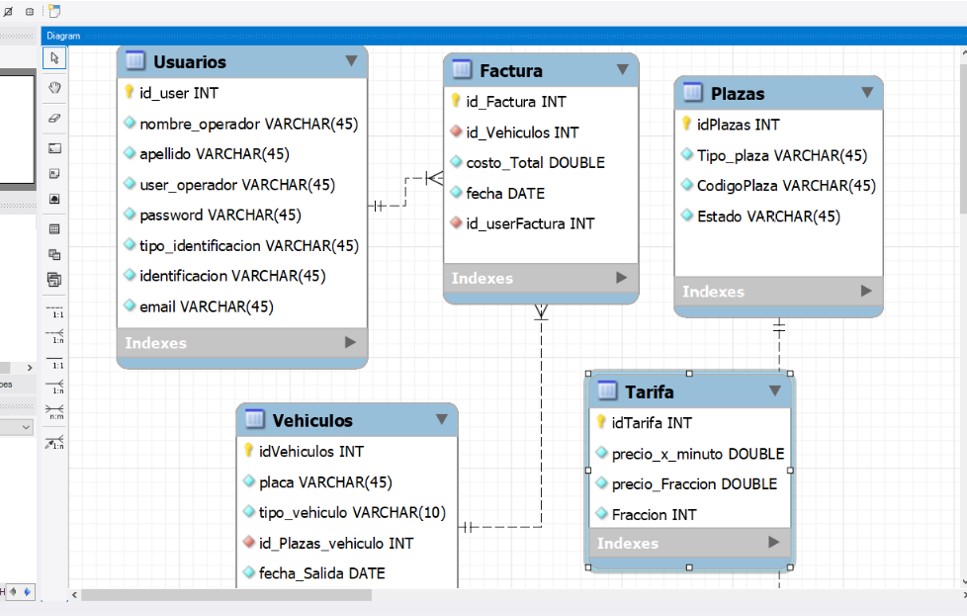 Diagram
Usuarios
id_user INT
nombre_operador VARCHAR(45)
apellido VARCHAR(45)
user_operador VARCHAR(45)
password VARCHAR(45)
tipo_identificacion VARCHAR(45)
identificacion VARCHAR(45)
email VARCHAR(45)
Indexes
Factura
id_Factura INT
id_Vehiculos INT
costo_Total DOUBLE
fecha DATE
id_userFactura INT
Indexes
Plazas
idPlazas INT
Tipo_plaza VARCHAR(45)
CodigoPlaza VARCHAR(45)
Estado VARCHAR(45)
Indexes
Vehiculos
idVehiculos INT
placa VARCHAR(45)
tipo_vehiculo VARCHAR(10)
id_Plazas_vehiculo INT
fecha_Salida DATE
Tarifa
idTarifa INT
precio_x_minuto DOUBLE
precio_Fraccion DOUBLE
Fraccion INT
Indexes
1:1
1:n
1:1
1:n
n:m
1:n